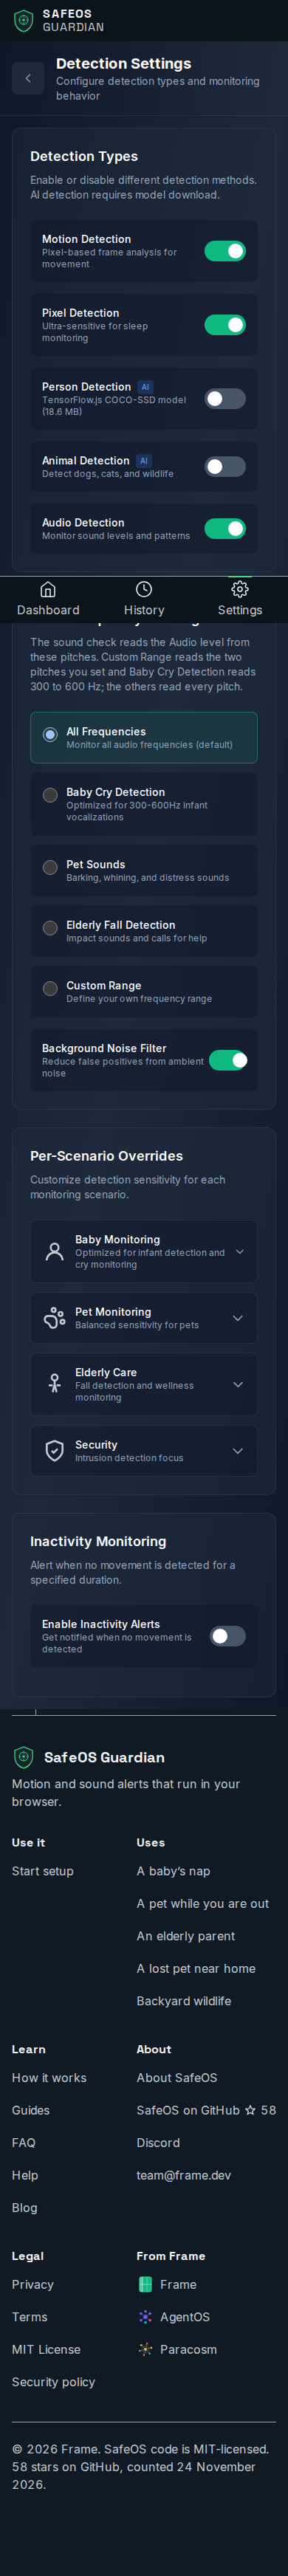 SAFEOS
GUARDIAN
Detection Settings
Configure detection types and monitoring
behavior
Detection Types
Enable or disable different detection methods.
AI detection requires model download.
Motion Detection
Pixel-based frame analysis for
movement
Pixel Detection
Ultra-sensitive for sleep
monitoring
Person Detection AI
TensorFlow.js COCO-SSD model
(18.6 MB)
Animal Detection AI
Detect dogs, cats, and wildlife
Audio Detection
Monitor sound levels and patterns
Dashboard History Settings
The sound check reads the Audio level from
these pitches. Custom Range reads the two
pitches you set and Baby Cry Detection reads
300 to 600 Hz; the others read every pitch.
All Frequencies
Monitor all audio frequencies (default)
Baby Cry Detection
Optimized for 300-600Hz infant
vocalizations
Pet Sounds
Barking, whining, and distress sounds
Elderly Fall Detection
Impact sounds and calls for help
Custom Range
Define your own frequency range
Background Noise Filter
Reduce false positives from ambient
noise
Per-Scenario Overrides
Customize detection sensitivity for each
monitoring scenario.
Baby Monitoring
Optimized for infant detection and
cry monitoring
Pet Monitoring
Balanced sensitivity for pets
Elderly Care
Fall detection and wellness
monitoring
Security
Intrusion detection focus
Inactivity Monitoring
Alert when no movement is detected for a
specified duration.
Enable Inactivity Alerts
Get notified when no movement is
detected
SafeOS Guardian
Motion and sound alerts that run in your
browser.
Use it
Start setup
Uses
A baby’s nap
A pet while you are out
An elderly parent
A lost pet near home
Backyard wildlife
Learn
How it works
Guides
FAQ
Help
Blog
About
About SafeOS
SafeOS on GitHub ☆ 58
Discord
team@frame.dev
Legal
Privacy
Terms
MIT License
Security policy
From Frame
Frame
AgentOS
Paracosm
© 2026 Frame. SafeOS code is MIT-licensed.
58 stars on GitHub, counted 24 November
2026.